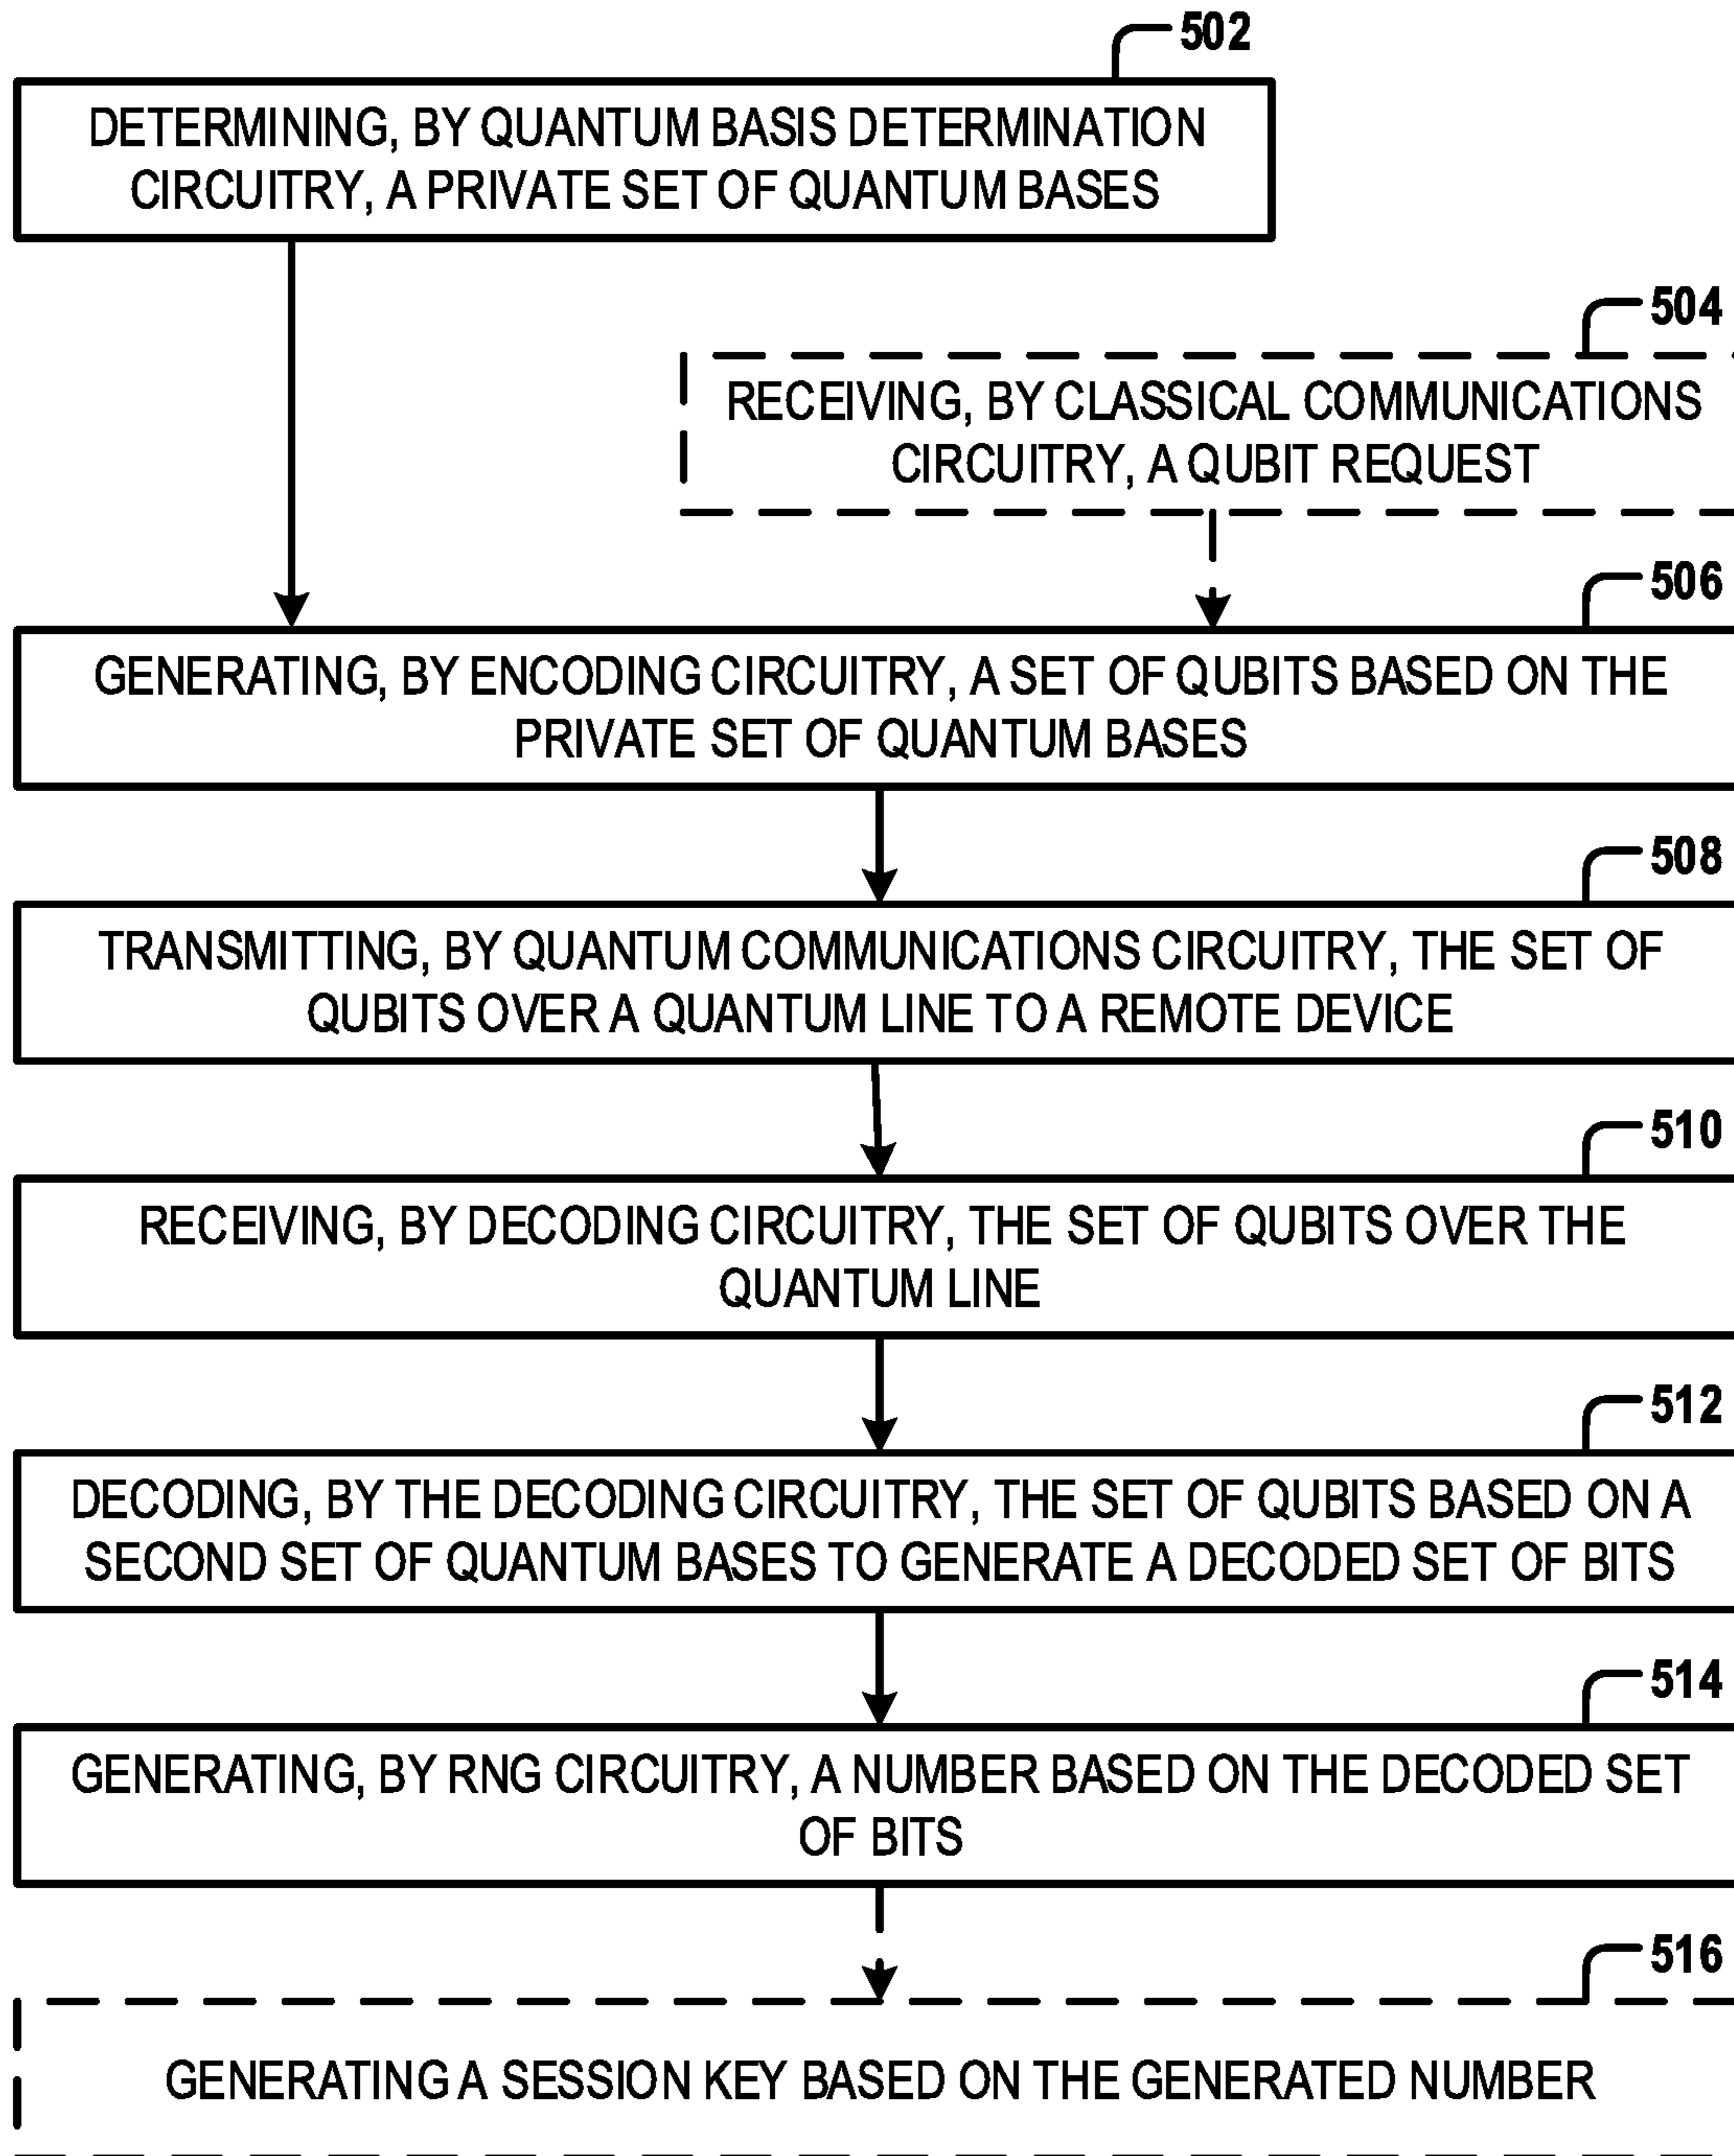 502
DETERMINING, BY QUANTUM BASIS DETERMINATION
CIRCUITRY, A PRIVATE SET OF QUANTUM BASES
504
RECEIVING, BY CLASSICAL COMMUNICATIONS
CIRCUITRY, A QUBIT REQUEST
506
GENERATING, BY ENCODING CIRCUITRY, A SET OF QUBITS BASED ON THE
PRIVATE SET OF QUANTUM BASES
508
TRANSMITTING, BY QUANTUM COMMUNICATIONS CIRCUITRY, THE SET OF
QUBITS OVER A QUANTUM LINE TO A REMOTE DEVICE
510
RECEIVING, BY DECODING CIRCUITRY, THE SET OF QUBITS OVER THE
QUANTUM LINE
512
DECODING, BY THE DECODING CIRCUITRY, THE SET OF QUBITS BASED ON A
SECOND SET OF QUANTUM BASES TO GENERATE A DECODED SET OF BITS
514
GENERATING, BY RNG CIRCUITRY, A NUMBER BASED ON THE DECODED SET
OF BITS
516
GENERATING A SESSION KEY BASED ON THE GENERATED NUMBER